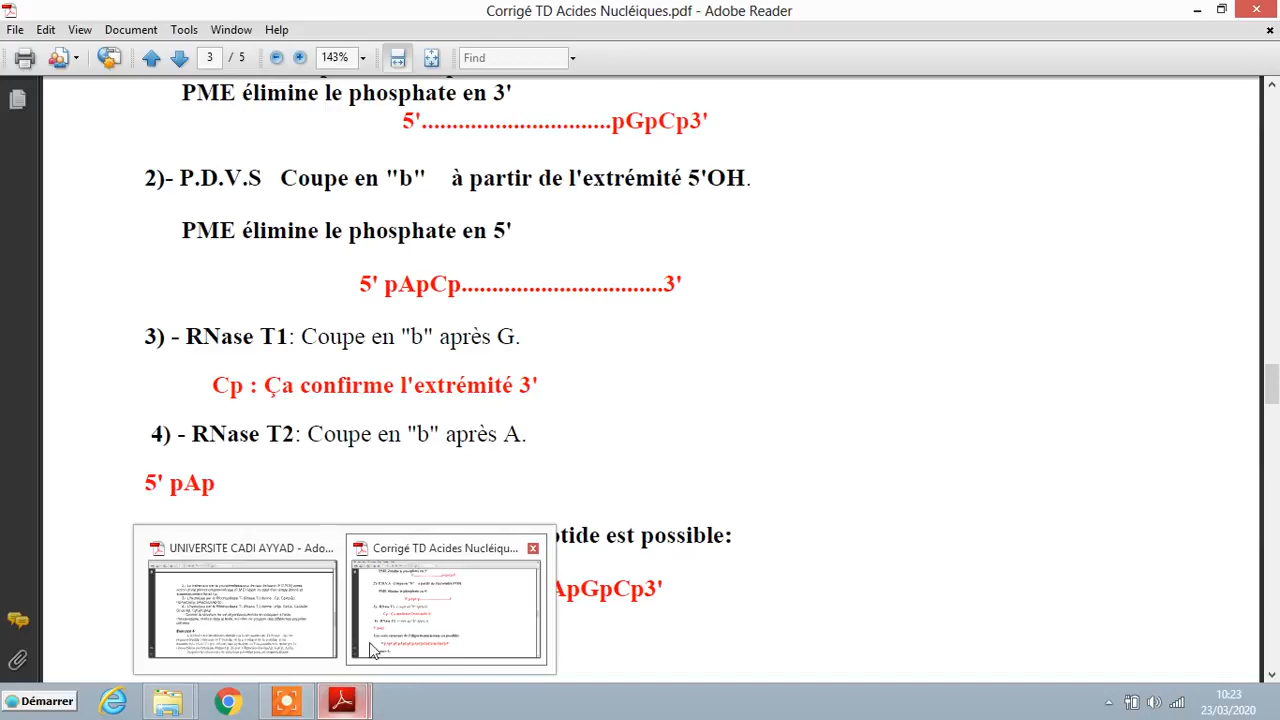 Corrigé TD Acides Nucléiques.pdf - Adobe Reader
File Edit View Document Tools Window Help
3 / 5 143% Find
PME élimine le phosphate en 3'
5'...............................pGpCp3'
2)- P.D.V.S Coupe en "b" à partir de l'extrémité 5'OH.
PME élimine le phosphate en 5'
5' pApCp.................................3'
3) - RNase T1: Coupe en "b" après G.
Cp : Ça confirme l'extrémité 3'
4) - RNase T2: Coupe en "b" après A.
5' pAp
tide est possible:
ApGpCp3'
UNIVERSITE CADI AYYAD - Ado...
Corrigé TD Acides Nucléiqu...
Démarrer
10:23
23/03/2020